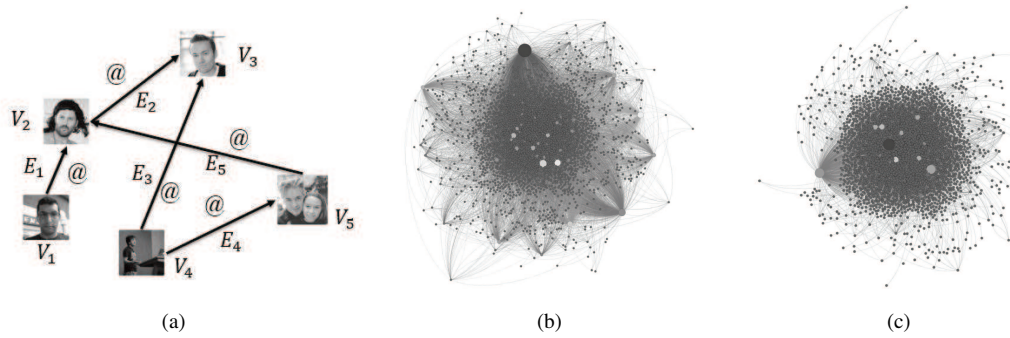 @
V₃
V₂
E₂
@
E₁
@
E₃
E₅
@
@
V₁
V₄
E₄
V₅
(a)
(b)
(c)